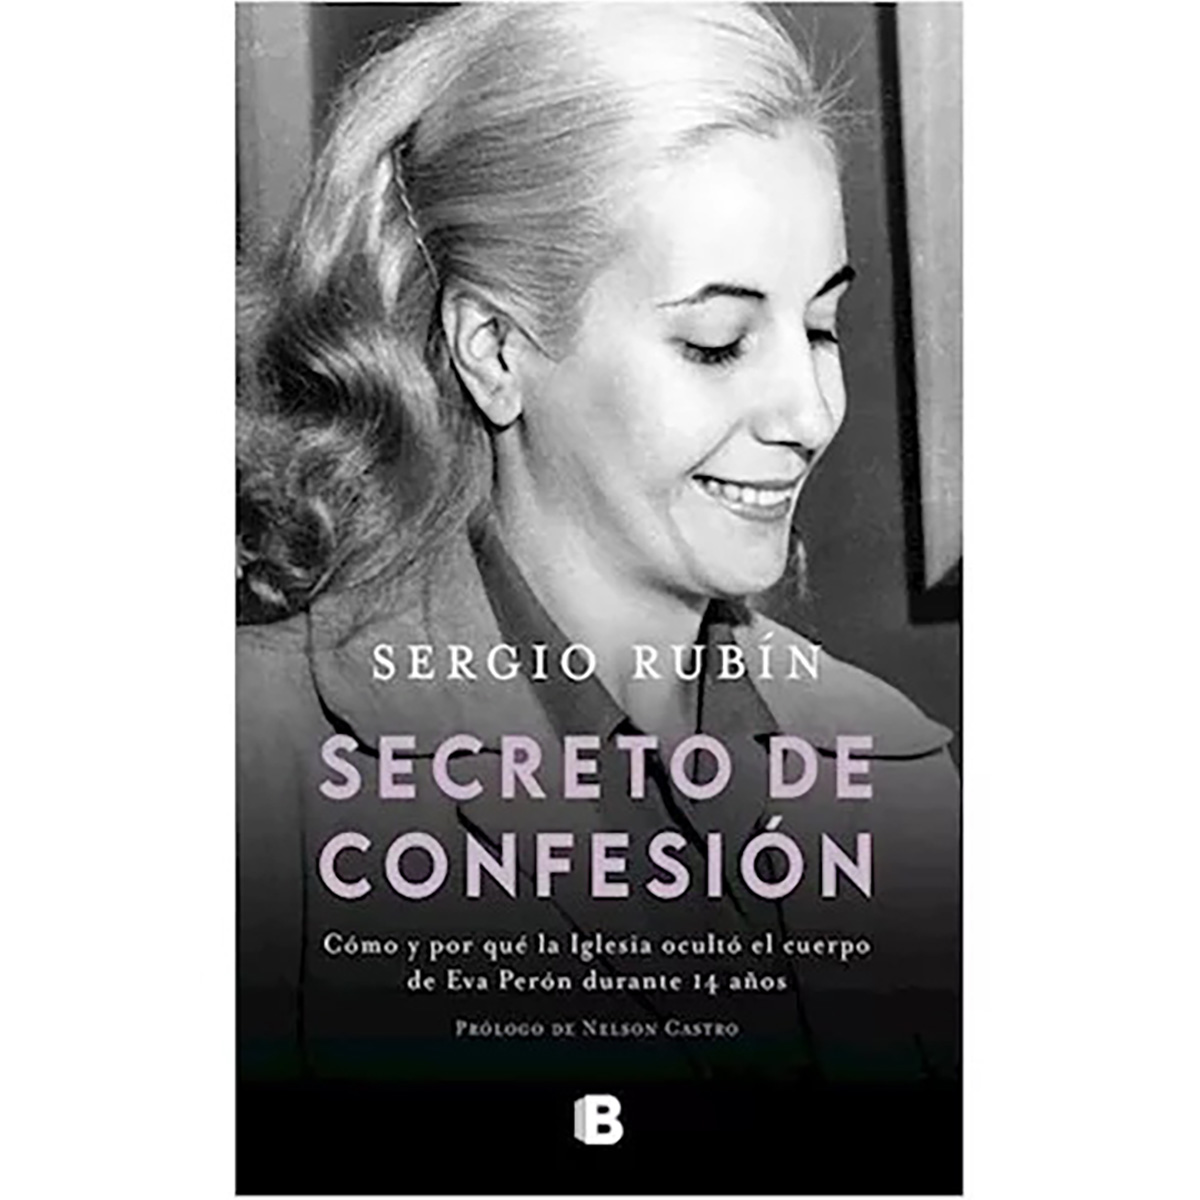 SERGIO RUBÍN
SECRETO DE
CONFESIÓN
Cómo y por qué la Iglesia ocultó el cuerpo
de Eva Perón durante 14 años
PRÓLOGO DE NELSON CASTRO
B